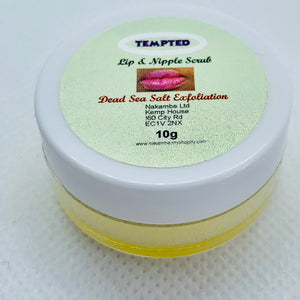 TEMPTED
Lip & Nipple Scrub
Dead Sea Salt Exfoliation
Nakambe Ltd
Kemp House
160 City Rd
EC1V 2NX
10g